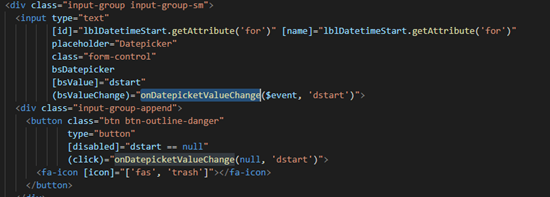 <div class="input-group input-group-sm">
<input type="text"
[id]="lblDatetimeStart.getAttribute('for')" [name]="lblDatetimeStart.getAttribute('for')"
placeholder="Datepicker"
class="form-control"
bsDatepicker
[bsValue]="dstart"
(bsValueChange)="onDatepicketValueChange($event, 'dstart')">
<div class="input-group-append">
<button class="btn btn-outline-danger"
type="button"
[disabled]="dstart == null"
(click)="onDatepicketValueChange(null, 'dstart')">
<fa-icon [icon]="['fas', 'trash']"></fa-icon>
</button>
</div>